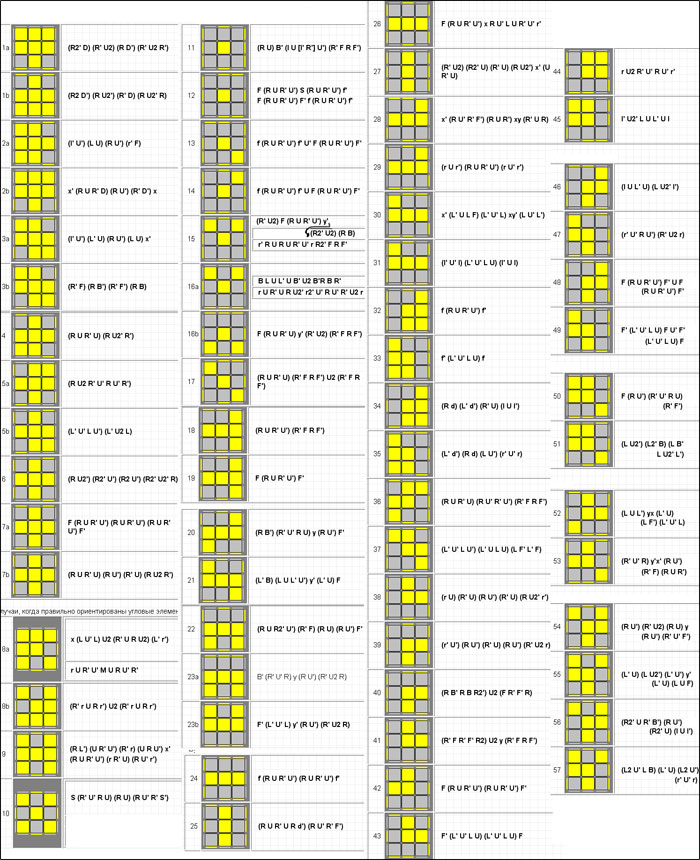 1a (R2' D) (R' U2) (R D') (R' U2 R')
1b (R2 D') (R U2') (R' D) (R U2' R)
2a (l' U') (L U) (R U') (r' F)
2b x' (R U R' D) (R U') (R' D') x
3a (l' U') (L' U) (R U') (L U) x'
3b (R' F) (R B') (R' F') (R B)
4 (R U R' U) (R U2' R')
5a (R U2 R' U' R U' R')
5b (L' U' L U') (L' U2 L)
6 (R U2') (R2' U') (R2 U') (R2' U2' R)
7a F (R U R' U') (R U R' U') (R U R'
U') F'
7b (R U R' U) (R U') (R' U) (R U2 R')
лучаи, когда правильно ориентированы угловые элемен
8a x (L U' L) U2 (R' U R U2) (L' r')
r U R' U' M U R U' R'
8b (R' r U R r') U2 (R' r U R r')
9 (R L') (U R' U') (R' r) (U R U') x'
(R U R' U') (r R' U) (R U' r')
10 S (R' U' R U) (R U) (R U' R' S')
11 (R U) B' (l U l' R') (R' F R F')
12 F (R U R' U') S (R U R' U') f'
F (R U R' U') F' f (R U R' U') f'
13 f (R U R' U') f' U' F (R U R' U') F'
14 f (R U R' U') f' U F (R U R' U') F'
15 (R' U2) F (R U R' U') y'
(R2' U2) (R B)
r' R U R U R' U' r R2' F R F'
16a B L U L' U B' U2 B'R B R'
r U R' U R U2' r2' U' R U' R' U2 r
16b F (R U R' U) y' (R' U2) (R' F R F')
17 (R U R' U) (R' F R F') U2 (R' F R
F')
18 (R U R' U') (R' F R F')
19 F (R U R' U') F'
20 (R B') (R' U' R U) y (R U') F'
21 (L' B) (L U L' U') y' (L' U) F
22 (R U R2' U') (R' F) (R U) (R U') F'
23a B' (R' U' R) y (R U') (R' U2 R)
23b F' (L' U' L) y' (R U') (R' U2 R)
24 f (R U R' U') (R U R' U') f'
25 (R U R' U R d') (R U' R' F')
26 F (R U R' U') x R U' L U R' U' r'
27 (R' U2) (R2' U) (R' U) (R U2') x' (U
R' U)
28 x' (R U' R' F') (R U R') xy (R' U R)
29 (r U r') (R U R' U') (r U' r')
30 x' (L' U L F) (L' U' L) xy' (L U' L')
31 (l' U' l) (L' U' L U) (l' U l)
32 f (R U R' U') f'
33 f' (L' U' L U) f
34 (R d) (L' d') (R' U) (l U l')
35 (L' d') (R d) (L U') (r' U' r)
36 (R U R' U) (R U' R' U') (R' F R F')
37 (L' U' L U') (L' U L U) (L F' L' F)
38 (r U) (R' U) (R U') (R' U) (R U2' r')
39 (r' U') (R U') (R' U) (R U') (R' U2 r)
40 (R B' R B R2') U2 (F R' F' R)
41 (R' F R' F' R2) U2 y (R' F R F')
42 F (R U R' U') (R U R' U') F'
43 F' (L' U' L U) (L' U' L U) F
44 r U2 R' U' R U' r'
45 l' U2' L U L' U l
46 (l U L' U) (L U2' l')
47 (r' U' R U') (R' U2 r)
48 F (R U R' U') F' U F
(R U R' U') F'
49 F' (L' U' L U) F U' F'
(L' U' L U) F
50 F (R U') (R' U' R U)
(R' F')
51 (L U2') (L2' B) (L B'
L U2' L')
52 (L U L') yx (L' U)
(L F') (L' U' L)
53 (R' U' R) y'x' (R U')
(R' F) (R U R')
54 (R U') (R' U2) (R U) y
(R U') (R' U' F')
55 (L' U) (L U2') (L' U') y'
(L' U) (L U F)
56 (R2' U R' B') (R U')
(R2' U) (l U l')
57 (L2 U' L B) (L' U) (L2 U')
(r' U' r)